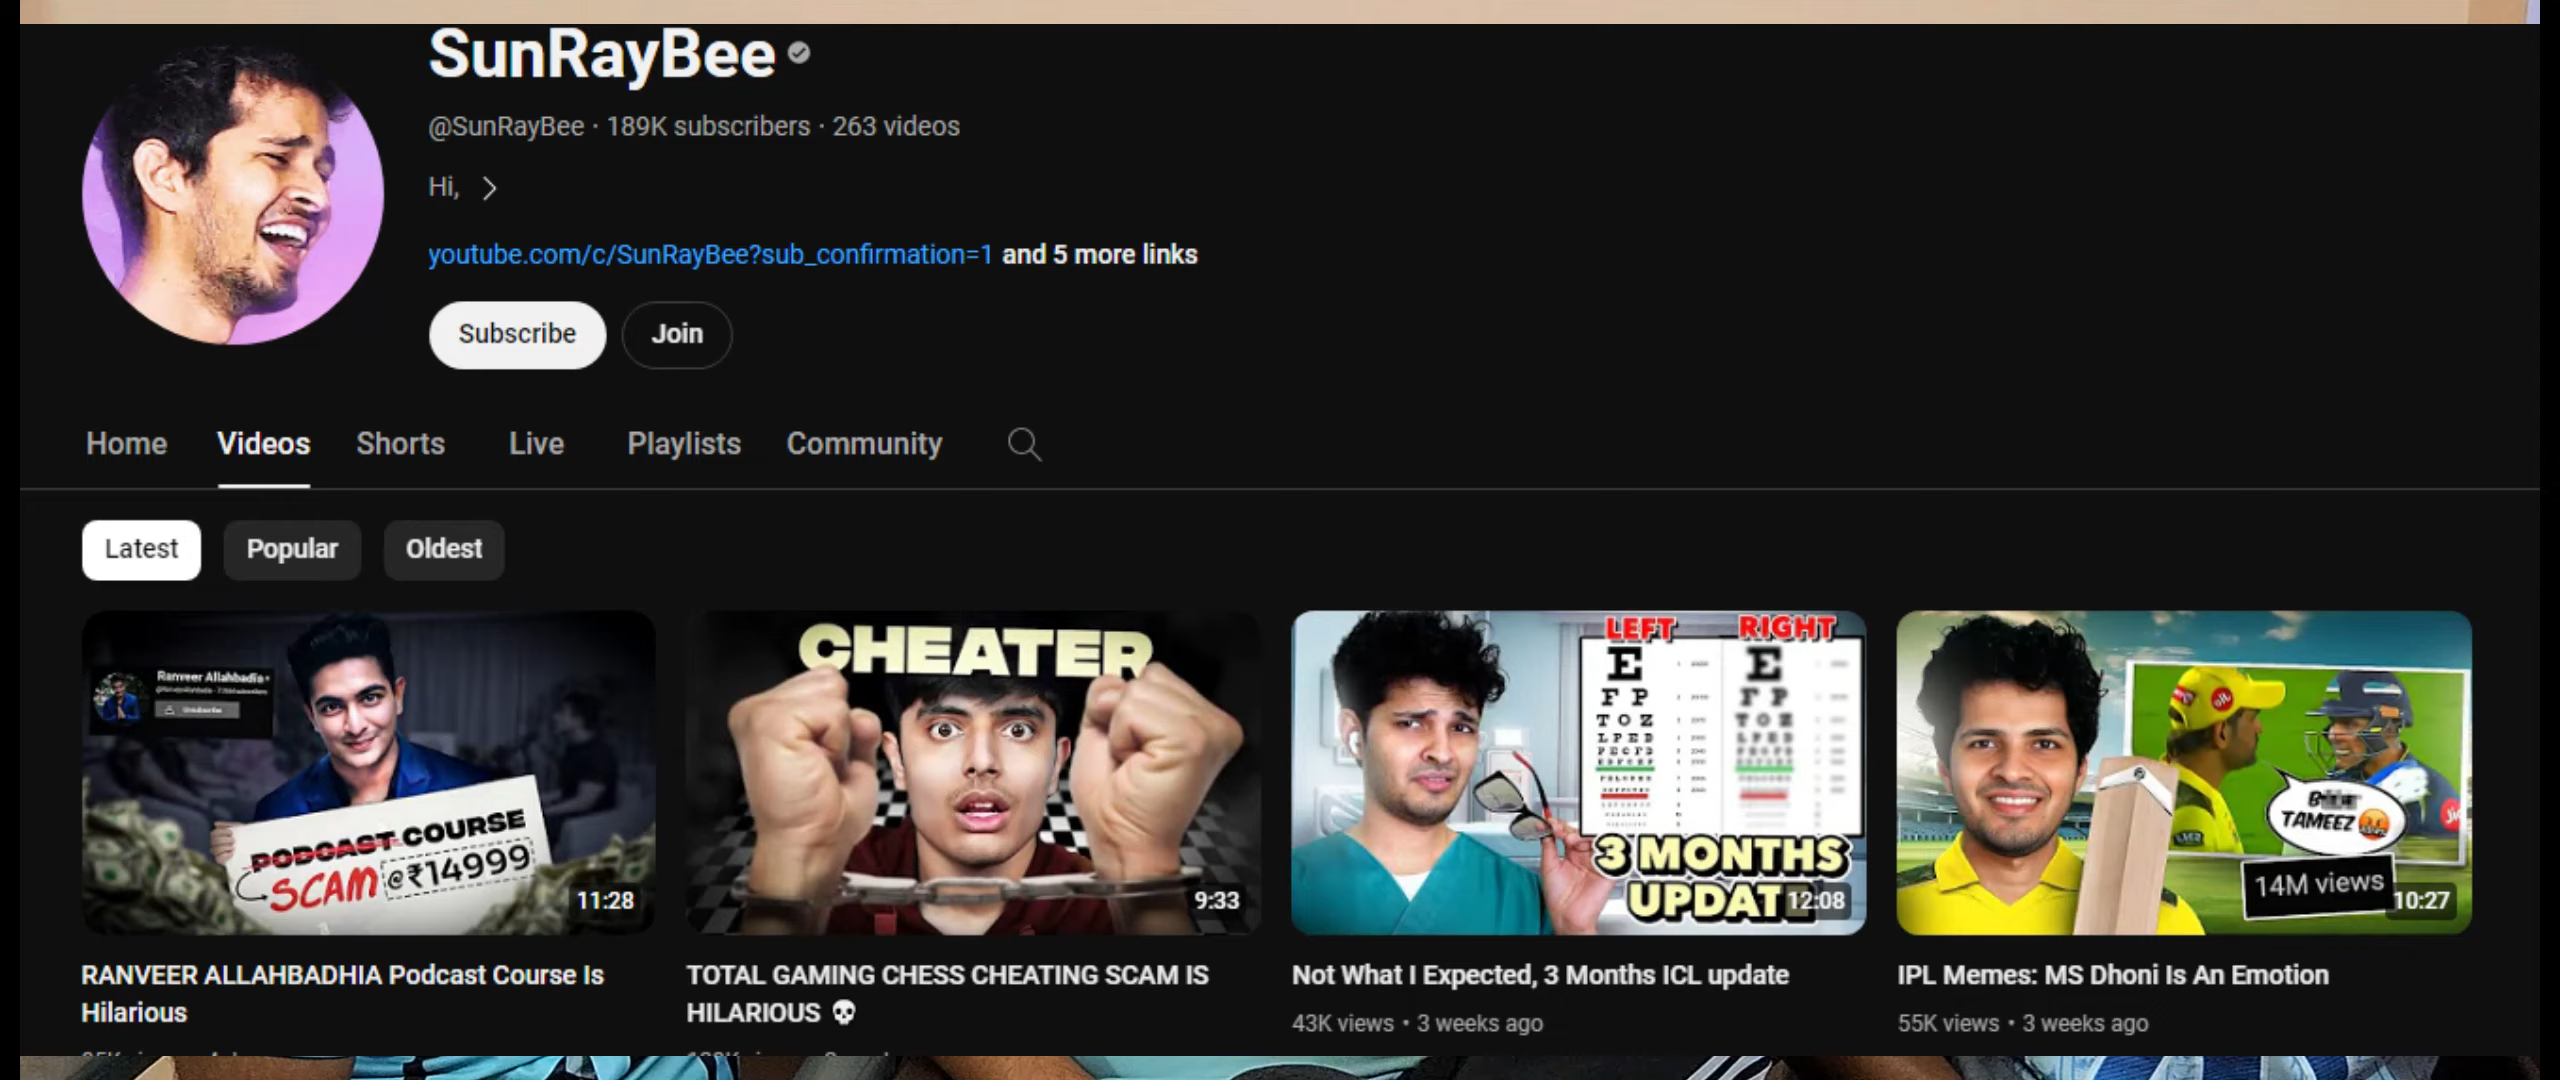 SunRayBee
@SunRayBee · 189K subscribers · 263 videos
Hi, >
youtube.com/c/SunRayBee?sub_confirmation=1 and 5 more links
Subscribe
Join
Home Videos Shorts Live Playlists Community
Latest Popular Oldest
Ranveer Allahbadia
PODCAST COURSE
SCAM @₹14999
11:28
CHEATER
9:33
LEFT RIGHT
E E
F P F P
T O Z T O Z
L P E D
P E C F D
3 MONTHS
UPDAT
12:08
TAMEEZ
14M views
10:27
RANVEER ALLAHBADHIA Podcast Course Is
Hilarious
TOTAL GAMING CHESS CHEATING SCAM IS
HILARIOUS 💀
Not What I Expected, 3 Months ICL update
43K views • 3 weeks ago
IPL Memes: MS Dhoni Is An Emotion
55K views • 3 weeks ago